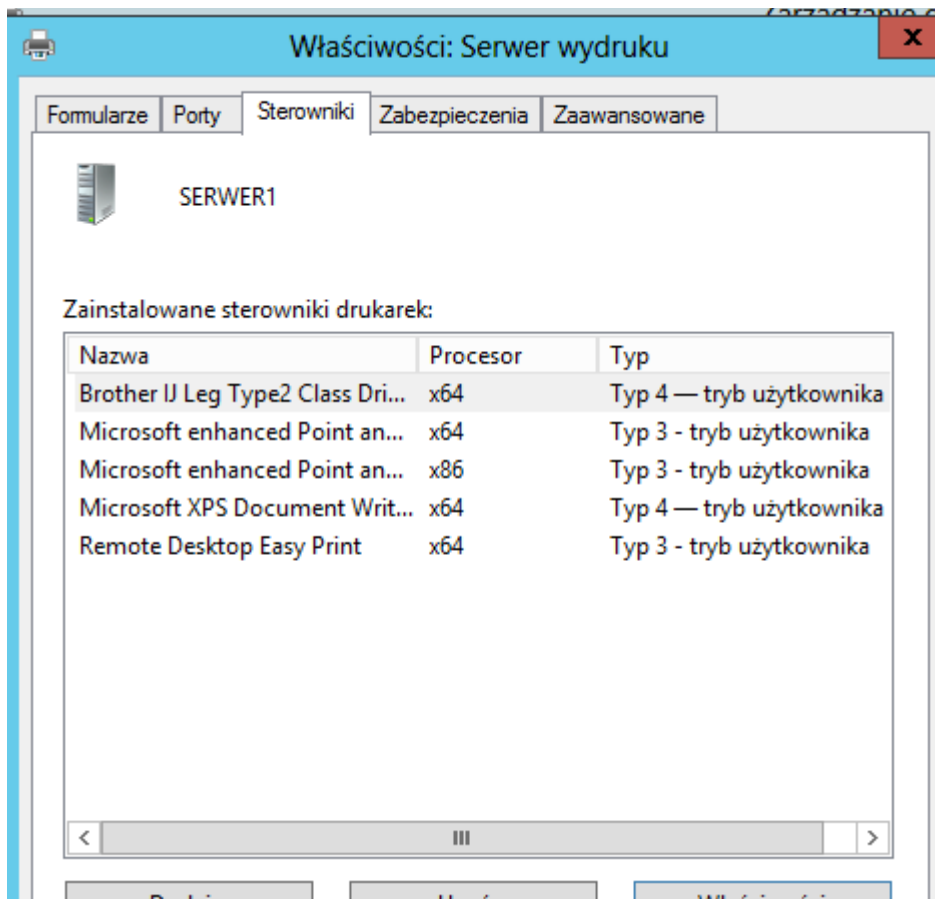 Właściwości: Serwer wydruku
x
Formularze Porty Sterowniki Zabezpieczenia Zaawansowane
SERWER1
Zainstalowane sterowniki drukarek:
Nazwa Procesor Typ
Brother IJ Leg Type2 Class Dri... x64 Typ 4 — tryb użytkownika
Microsoft enhanced Point an... x64 Typ 3 - tryb użytkownika
Microsoft enhanced Point an... x86 Typ 3 - tryb użytkownika
Microsoft XPS Document Writ... x64 Typ 4 — tryb użytkownika
Remote Desktop Easy Print x64 Typ 3 - tryb użytkownika